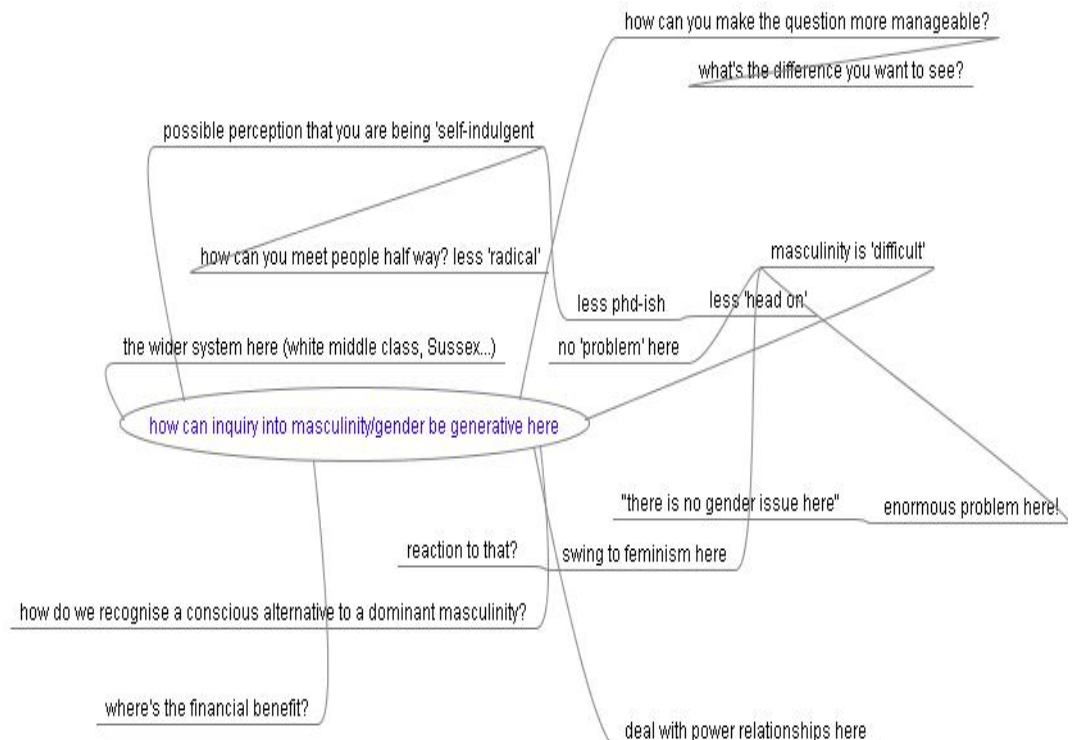 how can you make the question more manageable?
what's the difference you want to see?
possible perception that you are being 'self-indulgent
how can you meet people half way? less 'radical'
masculinity is 'difficult'
less phd-ish
less 'head on'
no 'problem' here
the wider system here (white middle class, Sussex...)
how can inquiry into masculinity/gender be generative here
"there is no gender issue here"
enormous problem here!
reaction to that?
swing to feminism here
how do we recognise a conscious alternative to a dominant masculinity?
where's the financial benefit?
deal with power relationships here